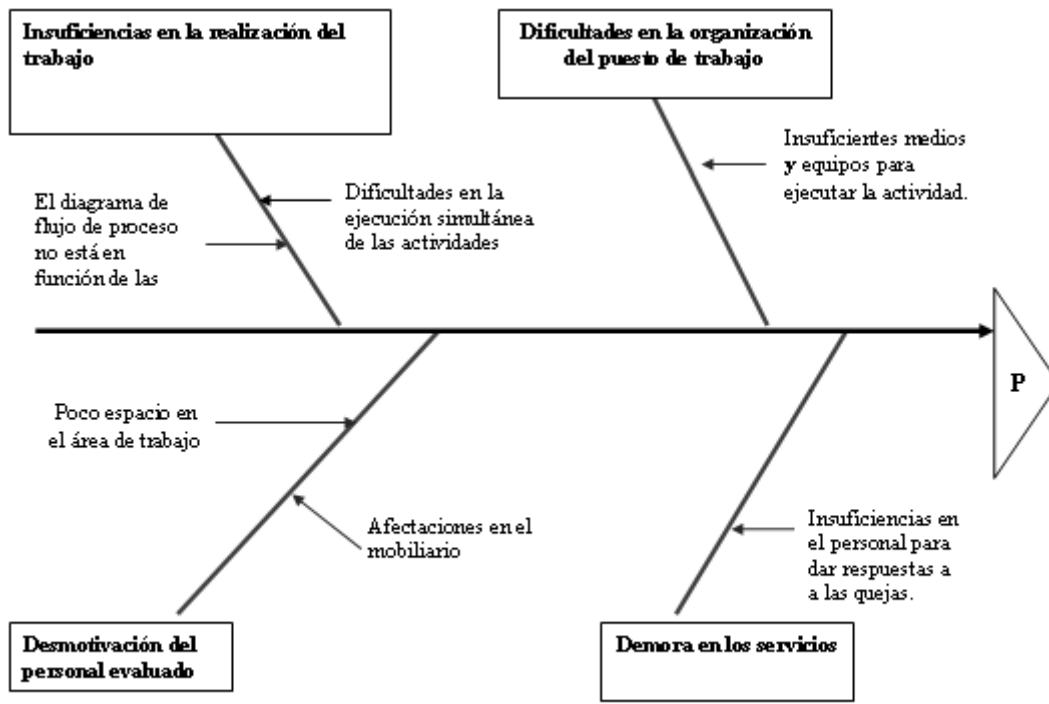 Insuficiencias en la realización del
trabajo
Dificultades en la organización
del puesto de trabajo
Insuficientes medios
y equipos para
ejecutar la actividad.
El diagrama de
flujo de proceso
no está en
función de las
Dificultades en la
ejecución simultánea
de las actividades
P
Poco espacio en
el área de trabajo
Afectaciones en el
mobiliario
Insuficiencias en
el personal para
dar respuestas a
a las quejas.
Desmotivación del
personal evaluado
Demora en los servicios